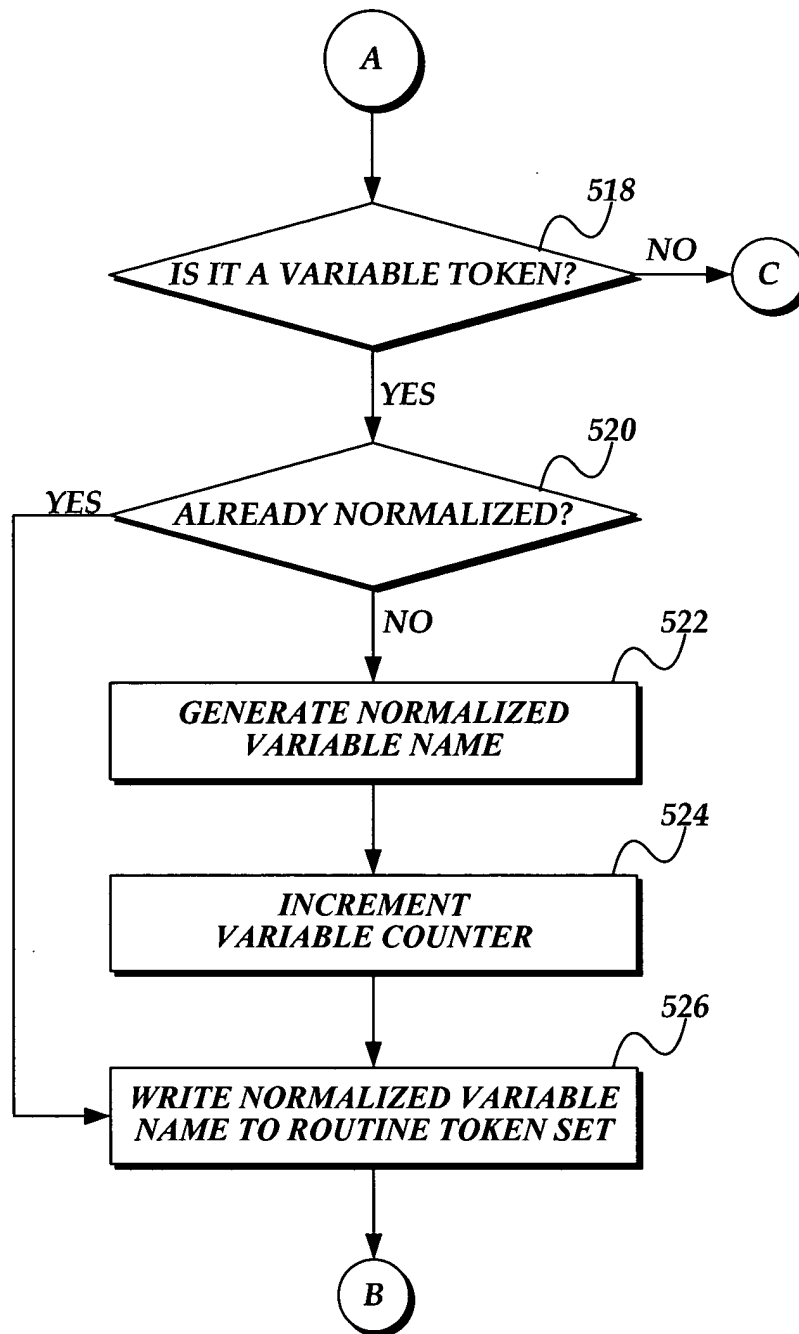 A
518
IS IT A VARIABLE TOKEN?
NO
C
YES
520
YES
ALREADY NORMALIZED?
NO
522
GENERATE NORMALIZED
VARIABLE NAME
524
INCREMENT
VARIABLE COUNTER
526
WRITE NORMALIZED VARIABLE
NAME TO ROUTINE TOKEN SET
B